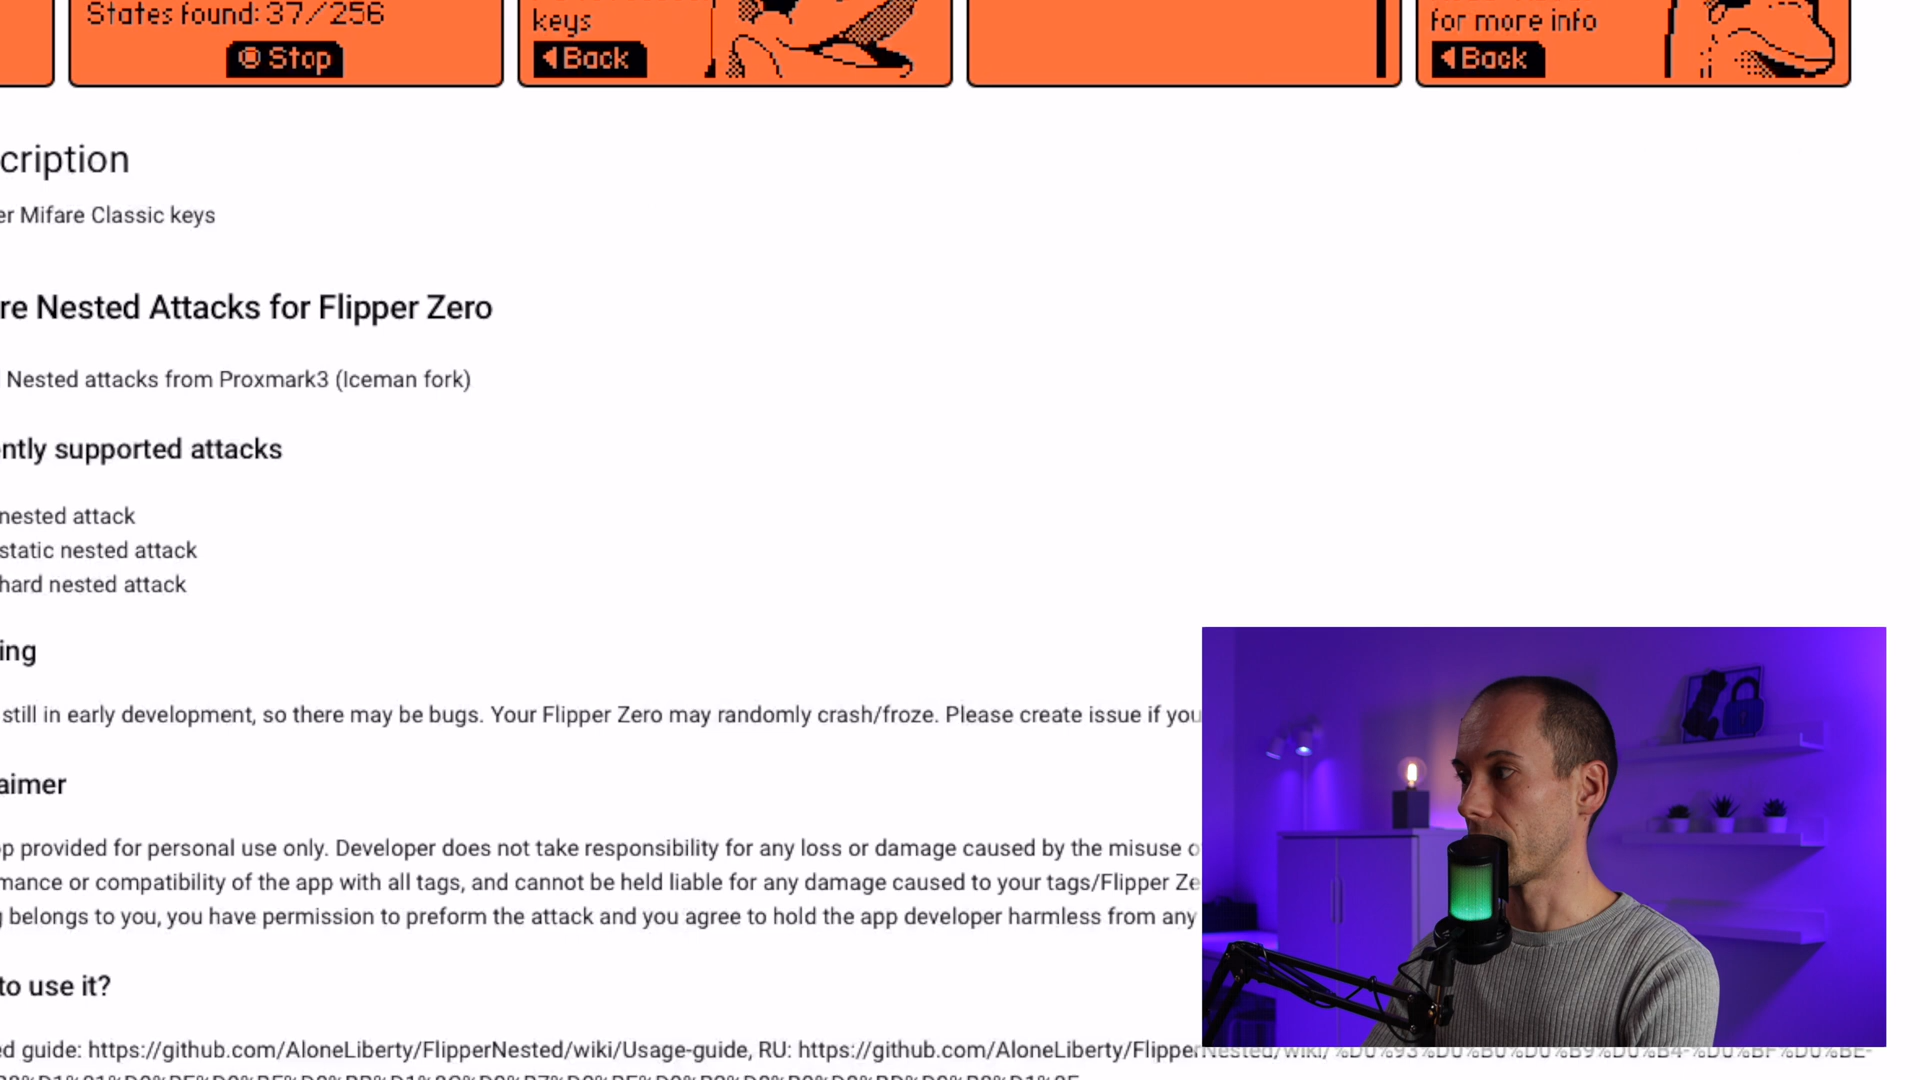 States found: 37/256
Stop
keys
Back
for more info
Back
cription
er Mifare Classic keys
re Nested Attacks for Flipper Zero
Nested attacks from Proxmark3 (Iceman fork)
ently supported attacks
nested attack
static nested attack
hard nested attack
ing
still in early development, so there may be bugs. Your Flipper Zero may randomly crash/froze. Please create issue if you
aimer
p provided for personal use only. Developer does not take responsibility for any loss or damage caused by the misuse o
mance or compatibility of the app with all tags, and cannot be held liable for any damage caused to your tags/Flipper Ze
g belongs to you, you have permission to preform the attack and you agree to hold the app developer harmless from any
to use it?
ed guide: https://github.com/AloneLiberty/FlipperNested/wiki/Usage-guide, RU: https://github.com/AloneLiberty/FlipperNested/wiki/